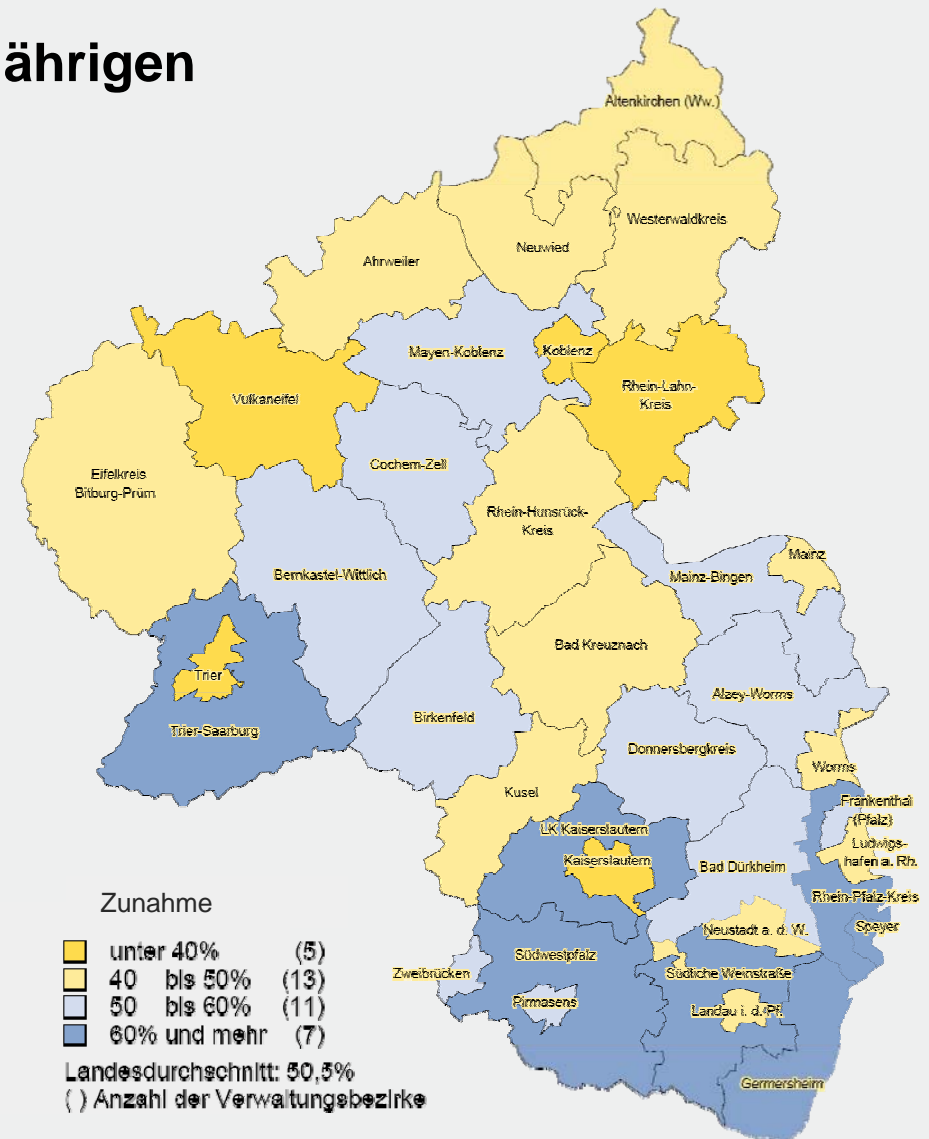 ährigen
Altenkirchen (Ww.)
Westerwaldkreis
Neuwied
Ahrweiler
Mayen-Koblenz
Koblenz
Rhein-Lahn-
Kreis
Vulkaneifel
Cochem-Zell
Eifelkreis
Bitburg-Prüm
Rhein-Hunsrück-
Kreis
Mainz
Bernkastel-Wittlich
Mainz-Bingen
Bad Kreuznach
Trier
Alzey-Worms
Birkenfeld
Trier-Saarburg
Donnersbergkreis
Worms
Kusel
Frankenthal
(Pfalz)
LK Kaiserslautern
Ludwigs-
hafen a. Rh.
Kaiserslautern
Bad Dürkheim
Rhein-Pfalz-Kreis
Neustadt a. d. W.
Speyer
Südwestpfalz
Zweibrücken
Südliche Weinstraße
Pirmasens
Landau i. d. Pf.
Germersheim
Zunahme
unter 40% (5)
40 bis 50% (13)
50 bis 60% (11)
60% und mehr (7)
Landesdurchschnitt: 50,5%
( ) Anzahl der Verwaltungsbezirke